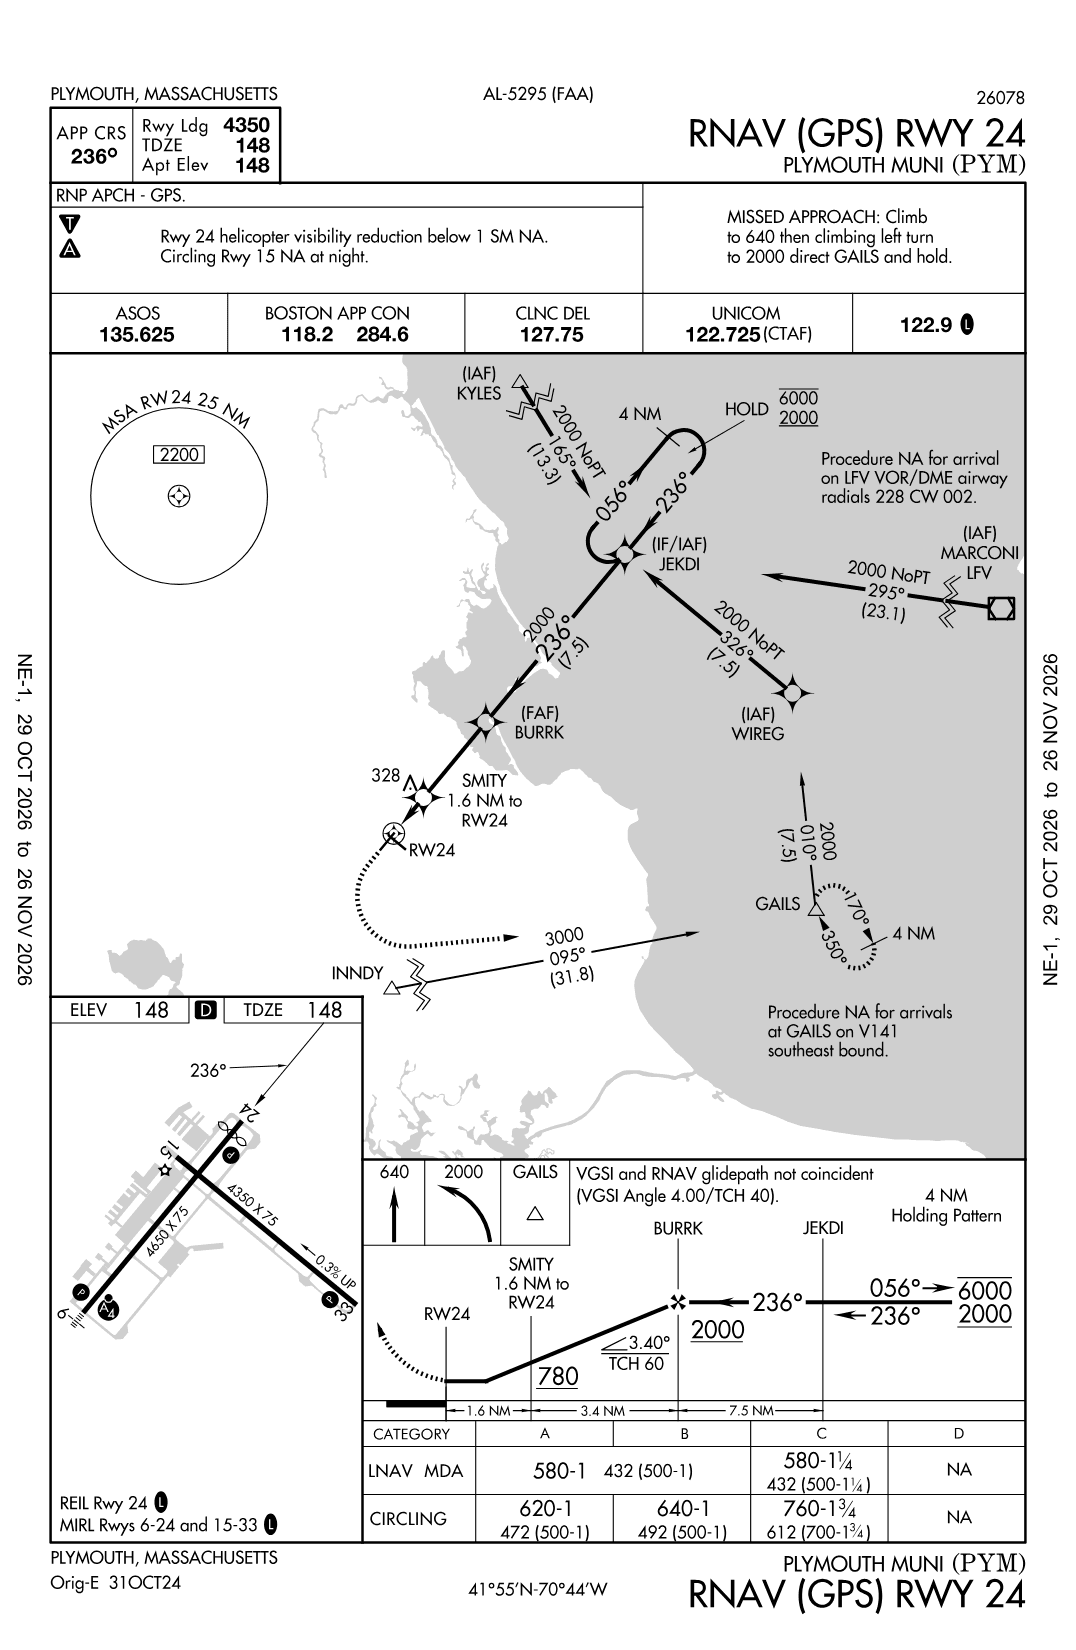 PLYMOUTH, MASSACHUSETTS
AL-5295 (FAA)
26078
APP CRS
236°
Rwy Ldg 4350
TDZE 148
Apt Elev 148
RNAV (GPS) RWY 24
PLYMOUTH MUNI (PYM)
RNP APCH - GPS.
T
A
Rwy 24 helicopter visibility reduction below 1 SM NA.
Circling Rwy 15 NA at night.
MISSED APPROACH: Climb
to 640 then climbing left turn
to 2000 direct GAILS and hold.
ASOS
135.625
BOSTON APP CON
118.2 284.6
CLNC DEL
127.75
UNICOM
122.725 (CTAF)
122.9 L
MSA RW24 25 NM
2200
(IAF)
KYLES
2000 NoPT
165°
(13.3)
4 NM
HOLD
6000
2000
056°
236°
Procedure NA for arrival
on LFV VOR/DME airway
radials 228 CW 002.
(IF/IAF)
JEKDI
(IAF)
MARCONI
LFV
2000 NoPT
295°
(23.1)
2000
236°
(7.5)
2000 NoPT
326°
(7.5)
(IAF)
WIREG
(FAF)
BURRK
328
SMITY
1.6 NM to
RW24
RW24
2000
010°
(7.5)
GAILS
170°
350°
4 NM
INNDY
3000
095°
(31.8)
Procedure NA for arrivals
at GAILS on V141
southeast bound.
ELEV 148
D
TDZE 148
236°
24
15
P
4350 X 75
4650 X 75
0.3% UP
P
A4
6
P
33
REIL Rwy 24 L
MIRL Rwys 6-24 and 15-33 L
640
2000
GAILS
VGSI and RNAV glidepath not coincident
(VGSI Angle 4.00/TCH 40).
4 NM
Holding Pattern
BURRK
JEKDI
SMITY
1.6 NM to
RW24
RW24
056°
236°
6000
2000
236°
2000
3.40°
TCH 60
780
1.6 NM
3.4 NM
7.5 NM
CATEGORY A B C D
LNAV MDA 580-1 432 (500-1) 580-1¼ 432 (500-1¼) NA
CIRCLING 620-1 472 (500-1) 640-1 492 (500-1) 760-1¾ 612 (700-1¾) NA
PLYMOUTH, MASSACHUSETTS
Orig-E 31OCT24
41°55'N-70°44'W
PLYMOUTH MUNI (PYM)
RNAV (GPS) RWY 24
NE-1, 29 OCT 2026 to 26 NOV 2026
NE-1, 29 OCT 2026 to 26 NOV 2026